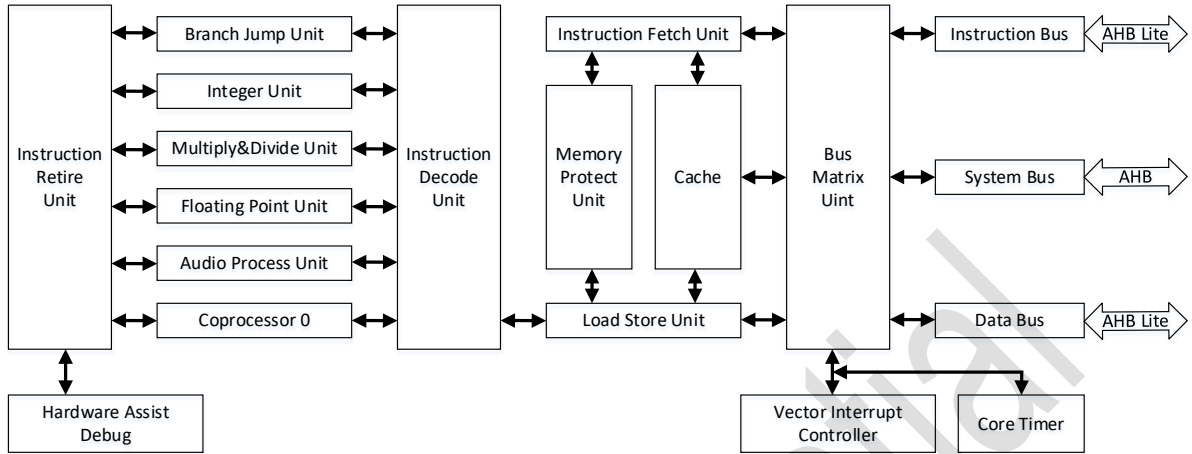 Branch Jump Unit
Instruction Fetch Unit
Instruction Bus
AHB Lite
Integer Unit
Multiply&Divide Unit
Instruction
Retire
Unit
Instruction
Decode
Unit
Memory
Protect
Unit
Cache
Bus
Matrix
Uint
System Bus
AHB
Floating Point Unit
Audio Process Unit
Coprocessor 0
Load Store Unit
Data Bus
AHB Lite
Hardware Assist
Debug
Vector Interrupt
Controller
Core Timer
tial